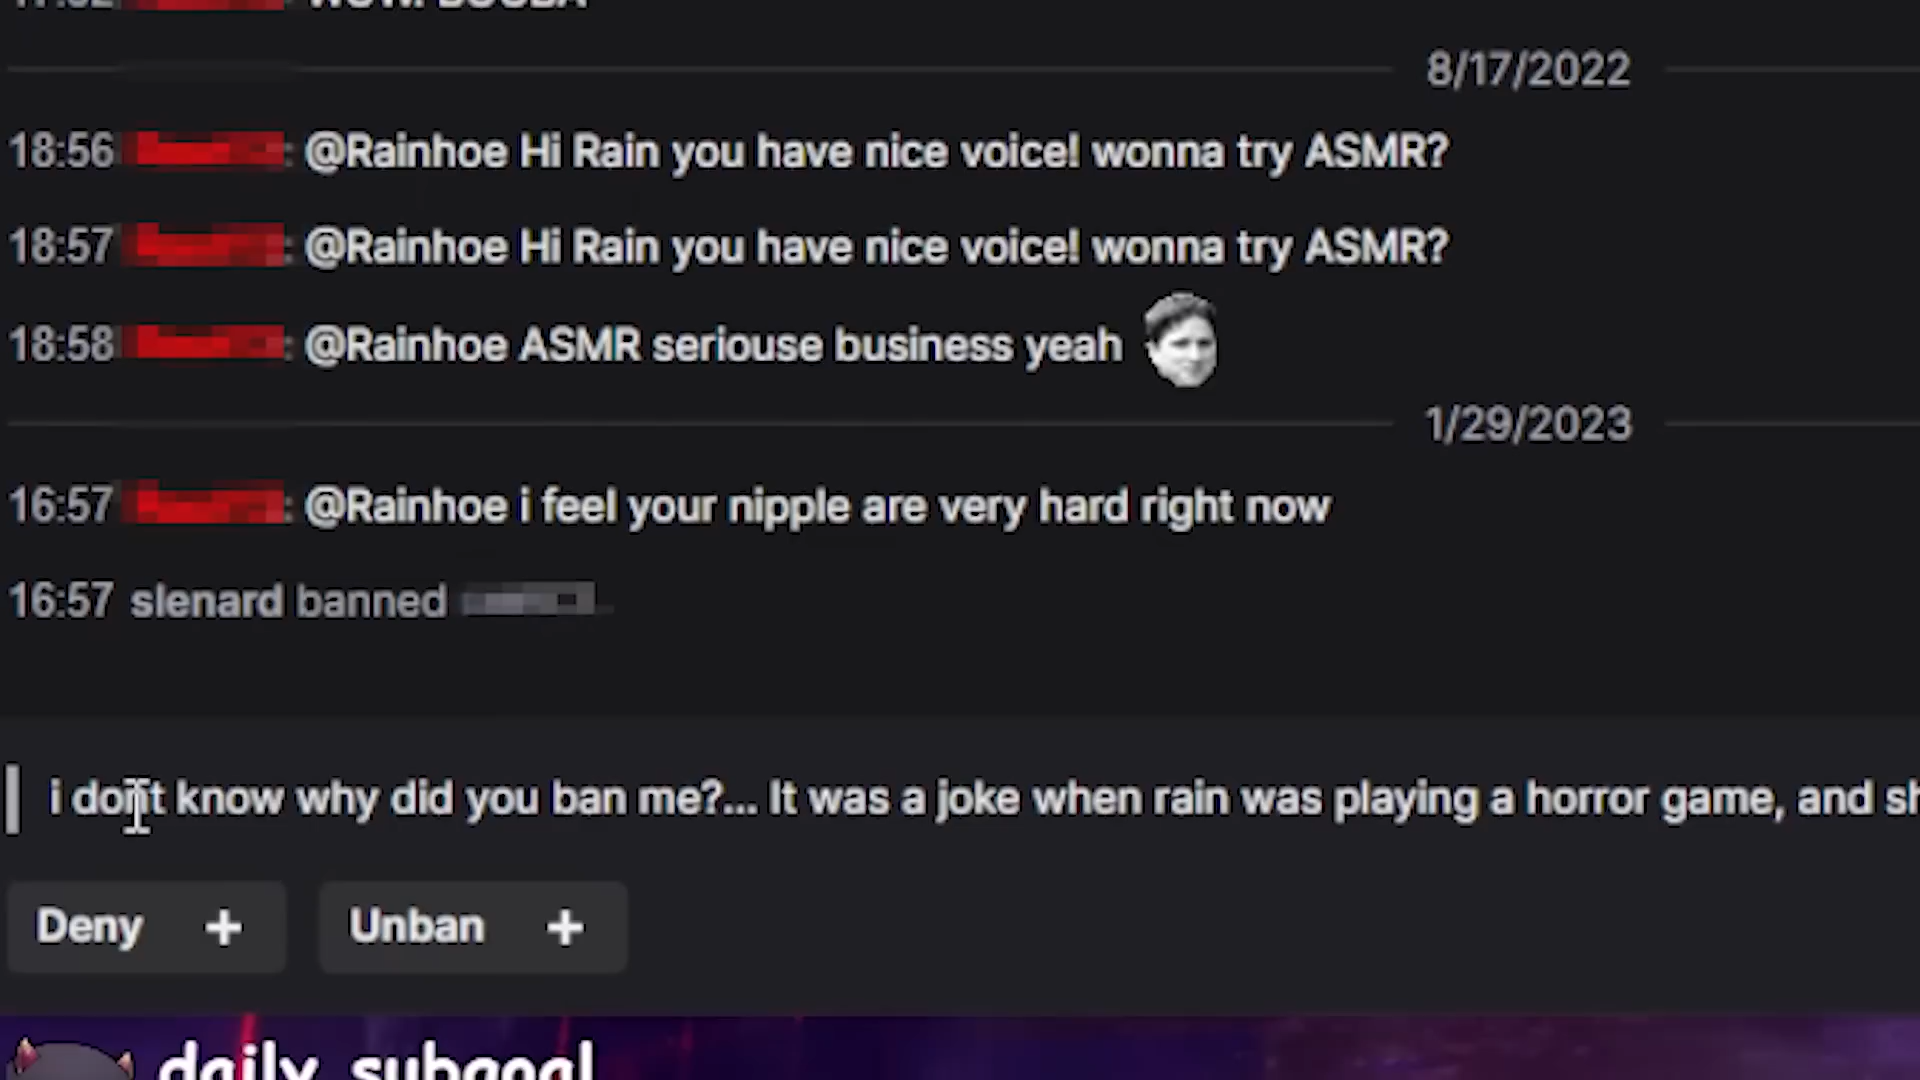 8/17/2022
18:56 : @Rainhoe Hi Rain you have nice voice! wonna try ASMR?
18:57 : @Rainhoe Hi Rain you have nice voice! wonna try ASMR?
18:58 : @Rainhoe ASMR seriouse business yeah
1/29/2023
16:57 : @Rainhoe i feel your nipple are very hard right now
16:57 slenard banned
i dont know why did you ban me?... It was a joke when rain was playing a horror game, and sh
Deny +
Unban +
daily subgoal